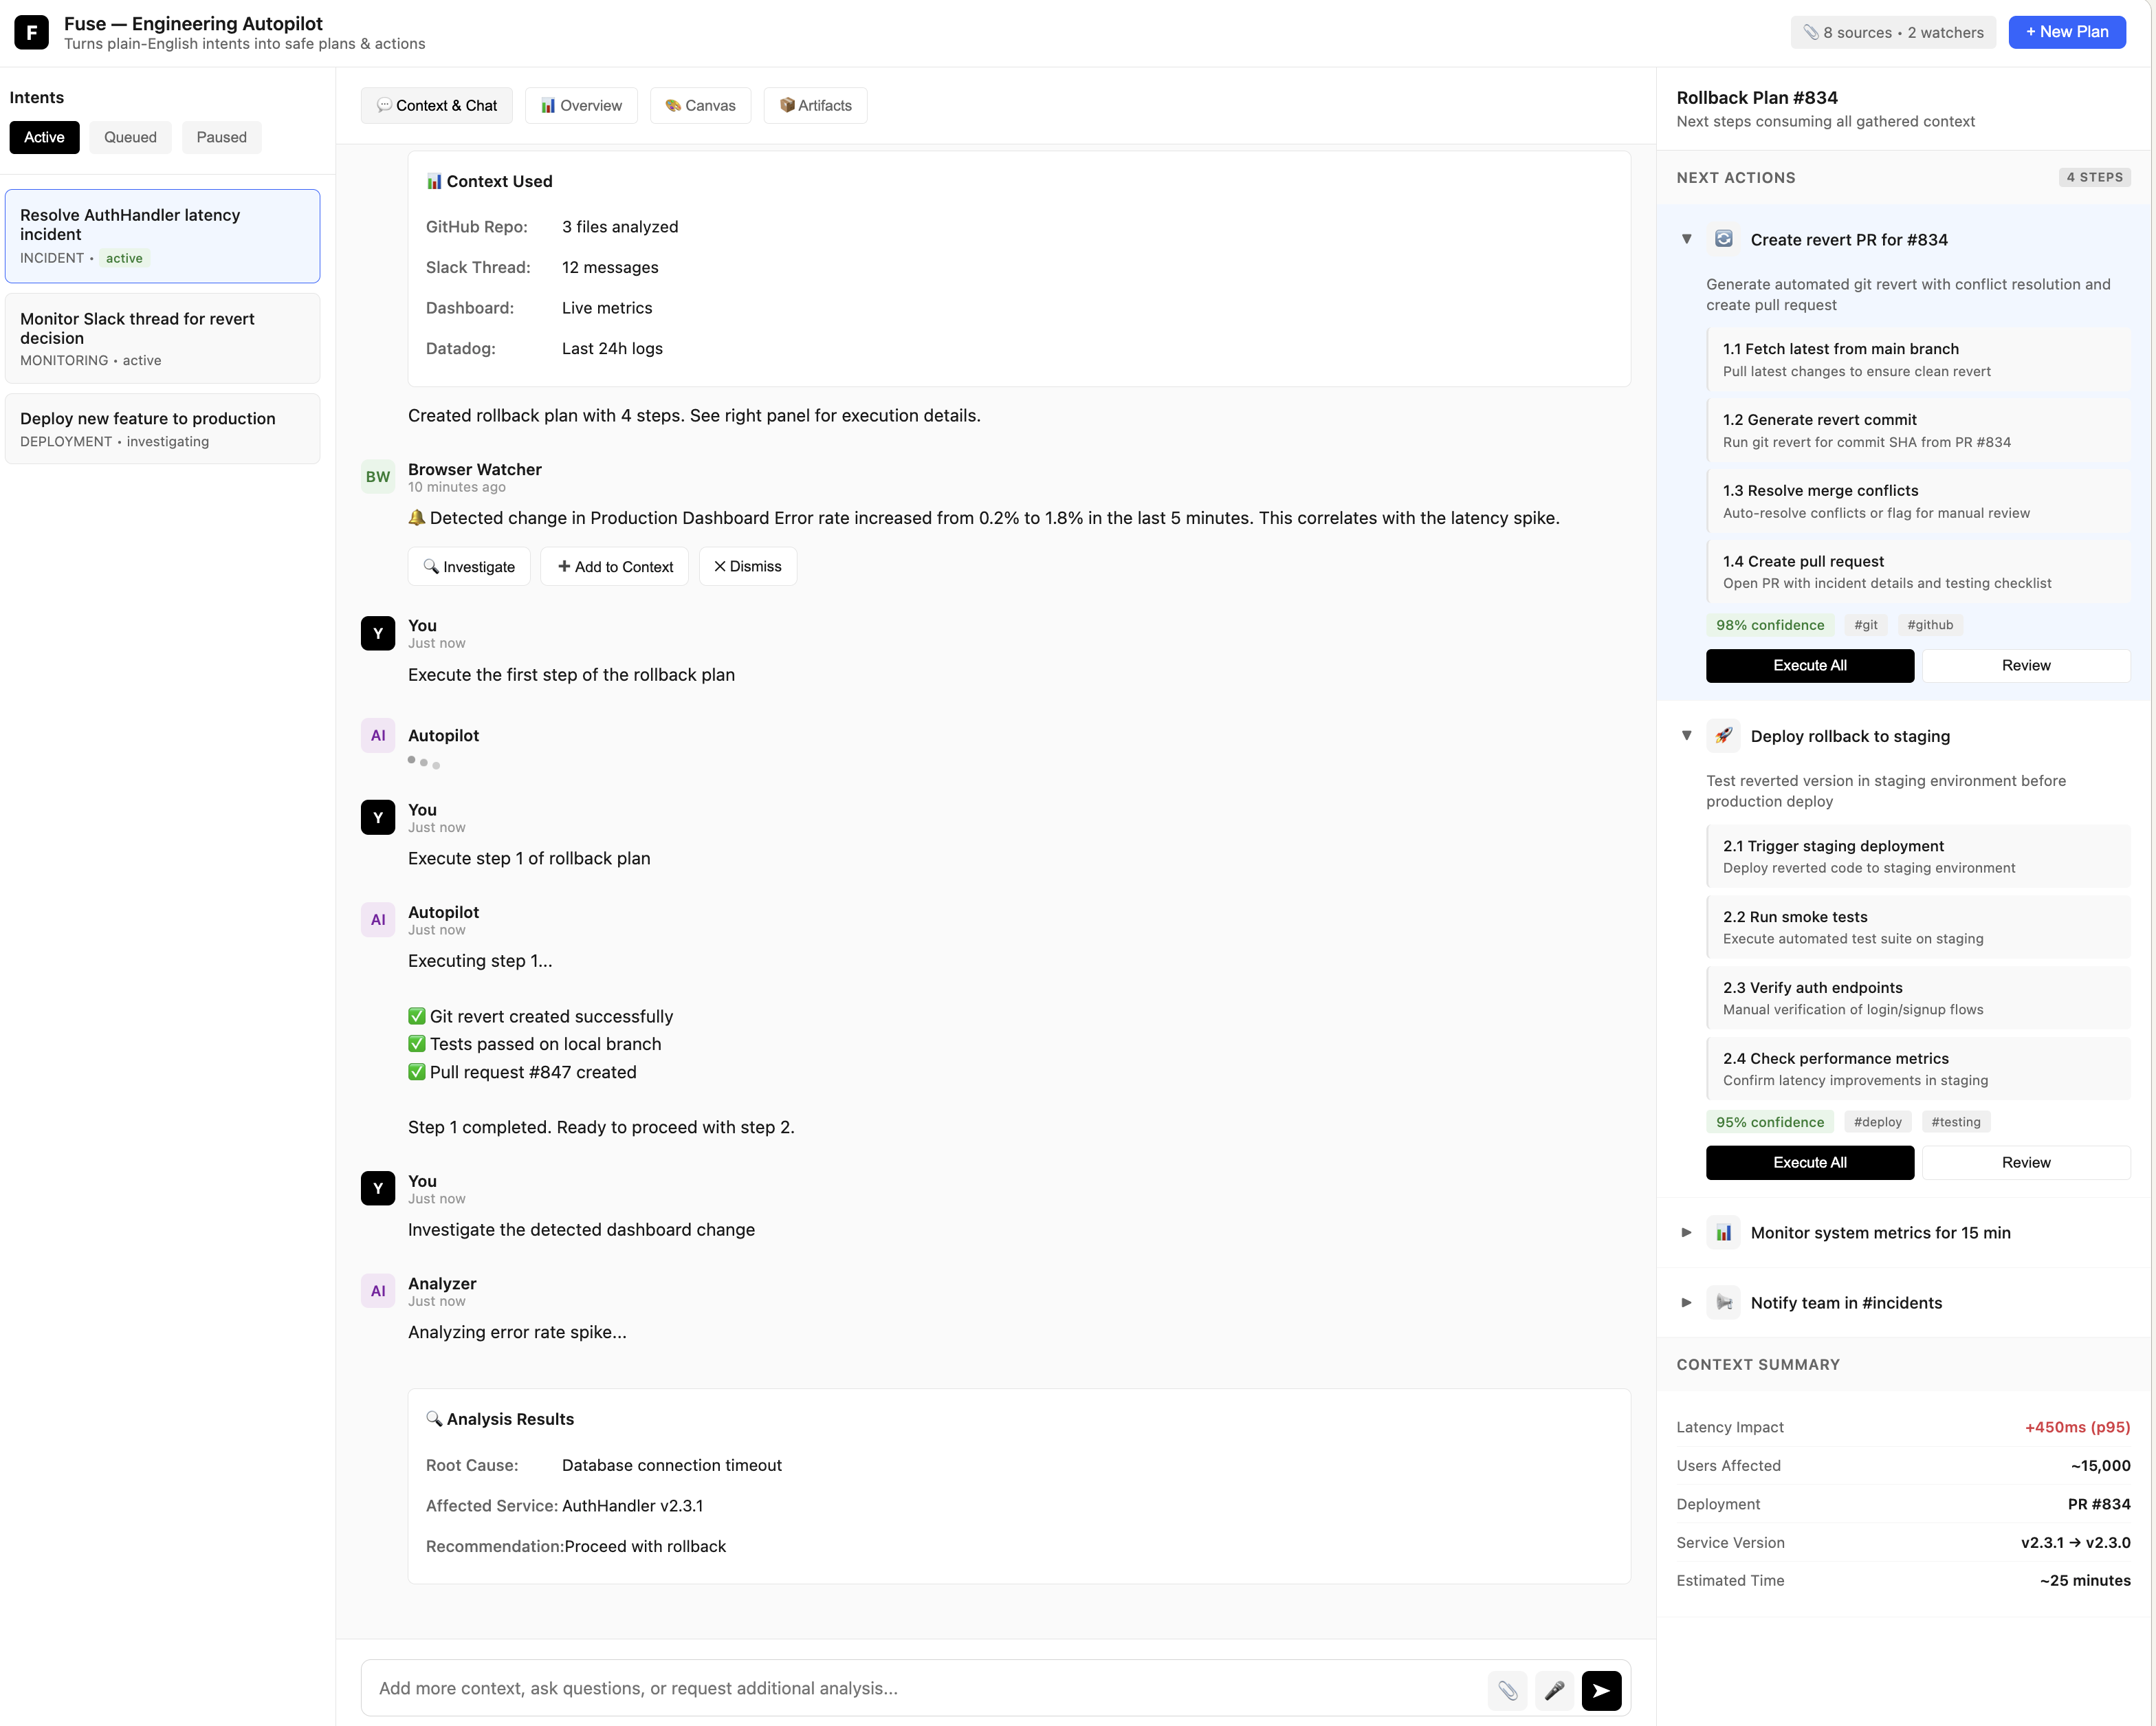 F
Fuse — Engineering Autopilot
Turns plain-English intents into safe plans & actions
8 sources • 2 watchers
+ New Plan
Intents
Active
Queued
Paused
Resolve AuthHandler latency
incident
INCIDENT • active
Monitor Slack thread for revert
decision
MONITORING • active
Deploy new feature to production
DEPLOYMENT • investigating
Context & Chat
Overview
Canvas
Artifacts
Context Used
GitHub Repo: 3 files analyzed
Slack Thread: 12 messages
Dashboard: Live metrics
Datadog: Last 24h logs
Created rollback plan with 4 steps. See right panel for execution details.
BW
Browser Watcher
10 minutes ago
Detected change in Production Dashboard Error rate increased from 0.2% to 1.8% in the last 5 minutes. This correlates with the latency spike.
Investigate
+ Add to Context
✕ Dismiss
Y
You
Just now
Execute the first step of the rollback plan
AI
Autopilot
Y
You
Just now
Execute step 1 of rollback plan
AI
Autopilot
Just now
Executing step 1...
✅ Git revert created successfully
✅ Tests passed on local branch
✅ Pull request #847 created
Step 1 completed. Ready to proceed with step 2.
Y
You
Just now
Investigate the detected dashboard change
AI
Analyzer
Just now
Analyzing error rate spike...
Analysis Results
Root Cause: Database connection timeout
Affected Service: AuthHandler v2.3.1
Recommendation:Proceed with rollback
Add more context, ask questions, or request additional analysis...
Rollback Plan #834
Next steps consuming all gathered context
NEXT ACTIONS
4 STEPS
Create revert PR for #834
Generate automated git revert with conflict resolution and
create pull request
1.1 Fetch latest from main branch
Pull latest changes to ensure clean revert
1.2 Generate revert commit
Run git revert for commit SHA from PR #834
1.3 Resolve merge conflicts
Auto-resolve conflicts or flag for manual review
1.4 Create pull request
Open PR with incident details and testing checklist
98% confidence
#git
#github
Execute All
Review
Deploy rollback to staging
Test reverted version in staging environment before
production deploy
2.1 Trigger staging deployment
Deploy reverted code to staging environment
2.2 Run smoke tests
Execute automated test suite on staging
2.3 Verify auth endpoints
Manual verification of login/signup flows
2.4 Check performance metrics
Confirm latency improvements in staging
95% confidence
#deploy
#testing
Execute All
Review
Monitor system metrics for 15 min
Notify team in #incidents
CONTEXT SUMMARY
Latency Impact +450ms (p95)
Users Affected ~15,000
Deployment PR #834
Service Version v2.3.1 → v2.3.0
Estimated Time ~25 minutes